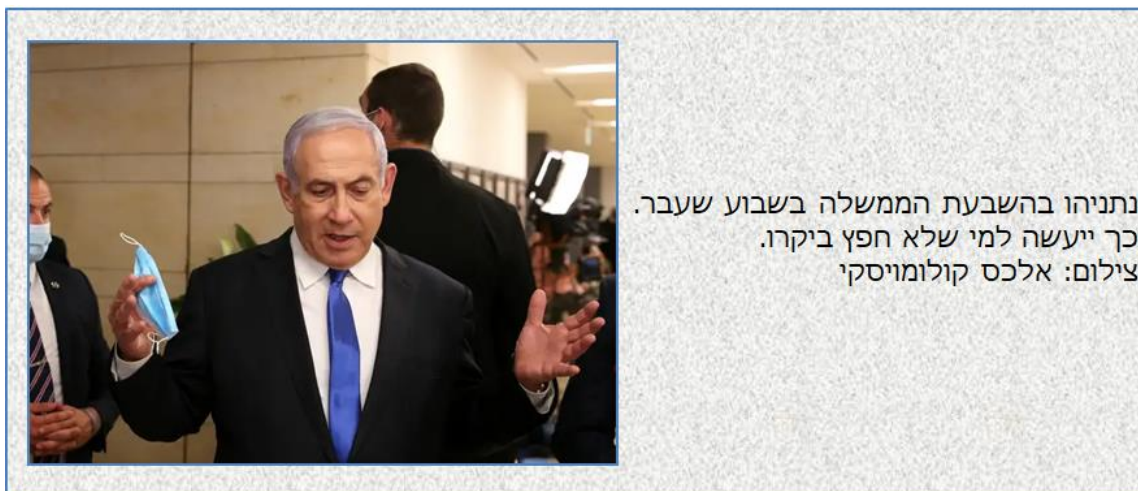 נתניהו בהשבעת הממשלה בשבוע שעבר.
כך ייעשה למי שלא חפץ ביקרו.
צילום: אלכס קולומויסקי